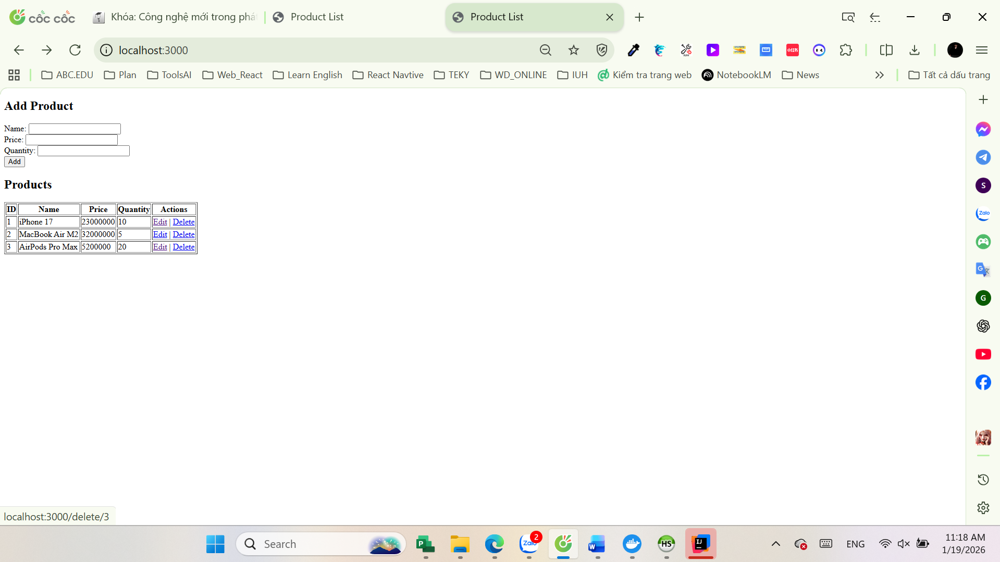 cốc cốc
Khóa: Công nghệ mới trong phát
Product List
Product List
localhost:3000
ABC.EDU
Plan
ToolsAI
Web_React
Learn English
React Navtive
TEKY
WD_ONLINE
IUH
Kiểm tra trang web
NotebookLM
News
Tất cả dấu trang
Add Product
Name:
Price:
Quantity:
Add
Products
ID Name Price Quantity Actions
1 iPhone 17 23000000 10 Edit | Delete
2 MacBook Air M2 32000000 5 Edit | Delete
3 AirPods Pro Max 5200000 20 Edit | Delete
S
Zalo
G
G
localhost:3000/delete/3
Search
P
Zalo
2
W
HS
IJ
ENG
11:18 AM
1/19/2026